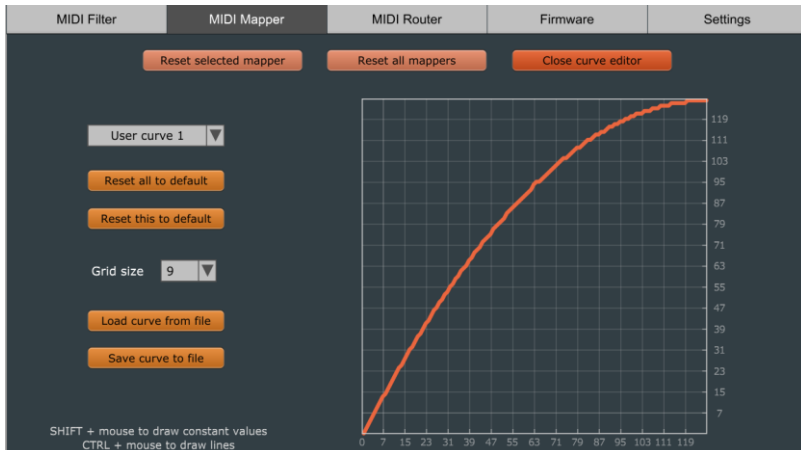 MIDI Filter MIDI Mapper MIDI Router Firmware Settings
Reset selected mapper Reset all mappers Close curve editor
User curve 1
Reset all to default
Reset this to default
Grid size 9
Load curve from file
Save curve to file
SHIFT + mouse to draw constant values
CTRL + mouse to draw lines
119
111
103
95
87
79
71
63
55
47
39
31
23
15
7
0 7 15 23 31 39 47 55 63 71 79 87 95 103 111 119